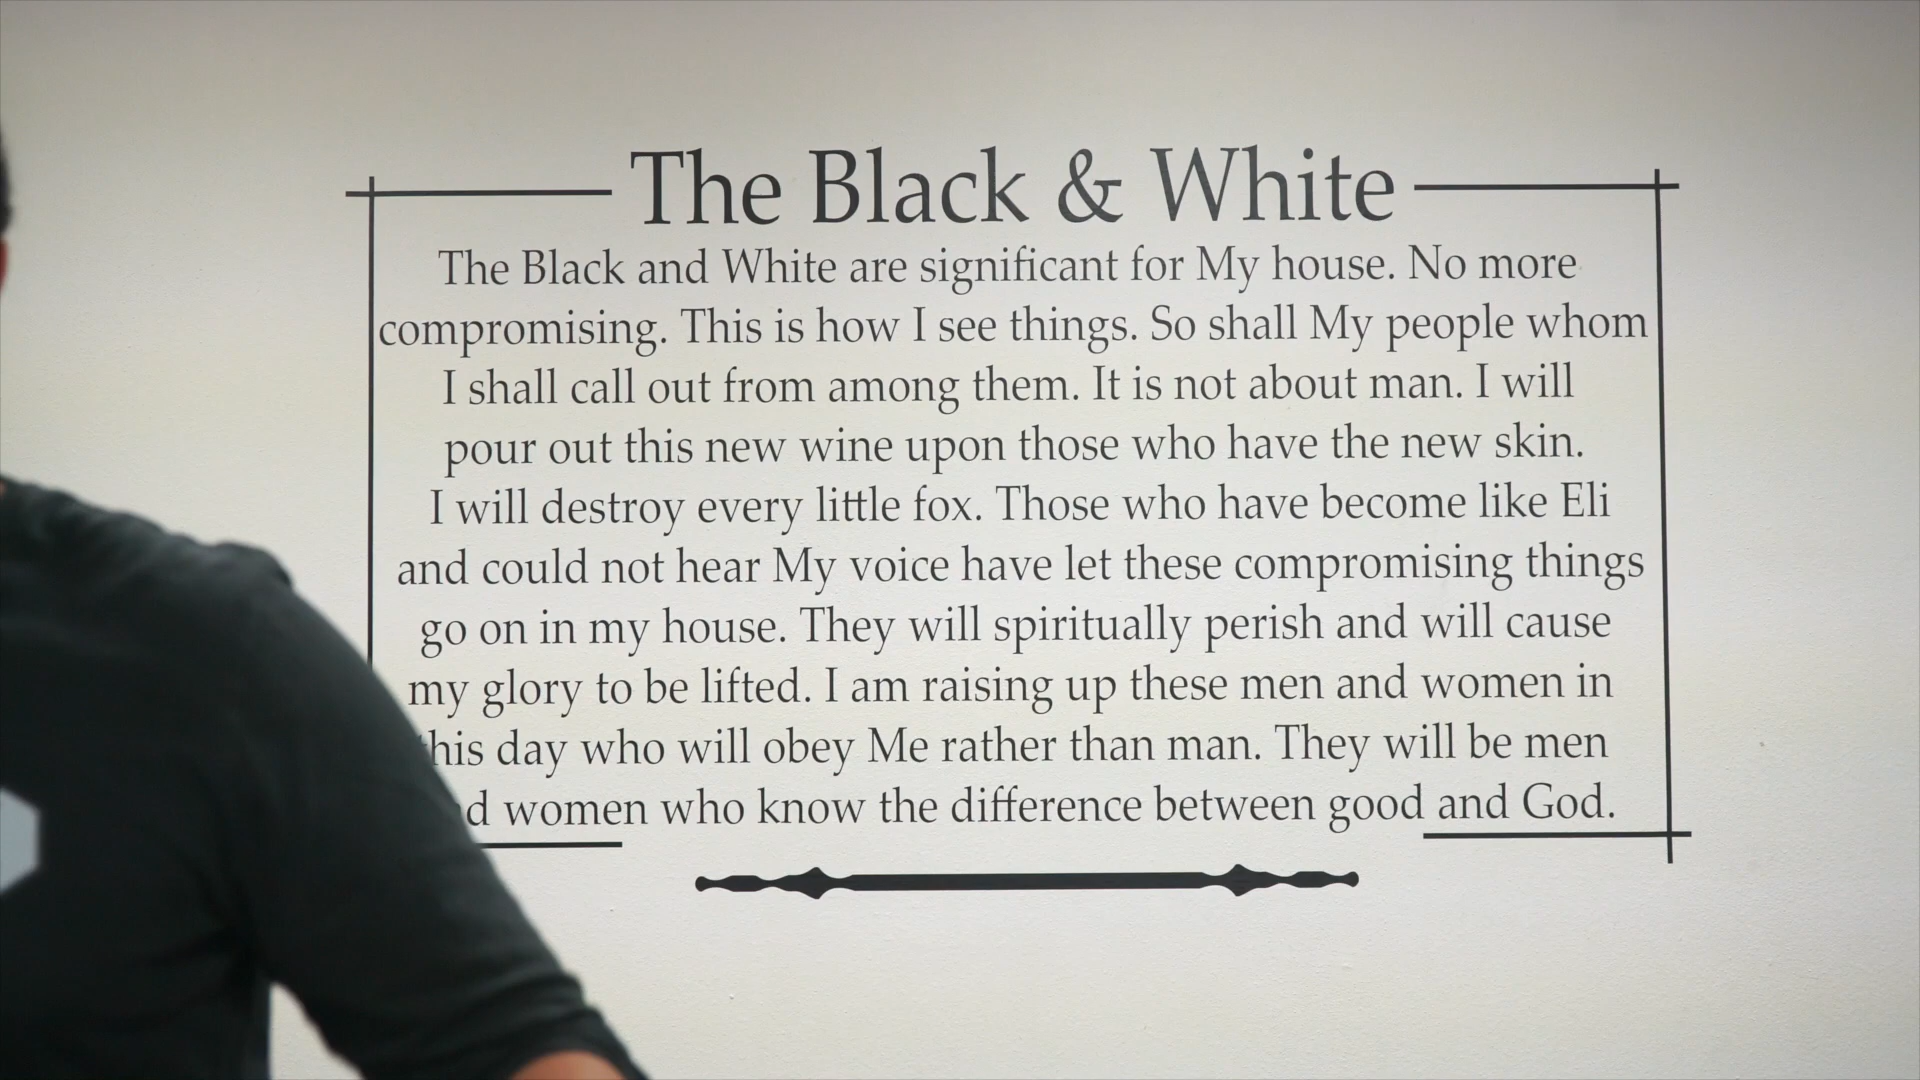 The Black & White
The Black and White are significant for My house. No more
compromising. This is how I see things. So shall My people whom
I shall call out from among them. It is not about man. I will
pour out this new wine upon those who have the new skin.
I will destroy every little fox. Those who have become like Eli
and could not hear My voice have let these compromising things
go on in my house. They will spiritually perish and will cause
my glory to be lifted. I am raising up these men and women in
this day who will obey Me rather than man. They will be men
women who know the difference between good and God.